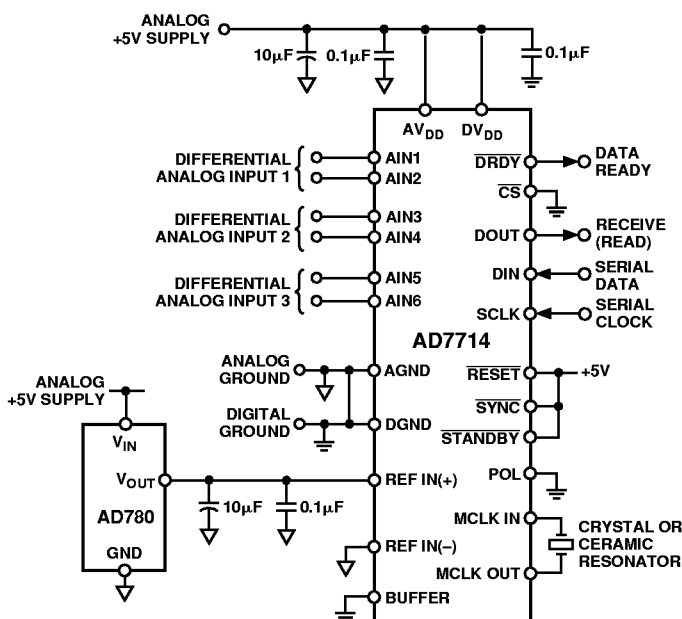 ANALOG
+5V SUPPLY
10µF
0.1µF
0.1µF
AVDD
DVDD
DIFFERENTIAL
ANALOG INPUT 1
AIN1
AIN2
DRDY
DATA
READY
CS
DIFFERENTIAL
ANALOG INPUT 2
AIN3
AIN4
DOUT
RECEIVE
(READ)
DIFFERENTIAL
ANALOG INPUT 3
AIN5
AIN6
DIN
SERIAL
DATA
SCLK
SERIAL
CLOCK
AD7714
ANALOG
GROUND
AGND
RESET
+5V
SYNC
DIGITAL
GROUND
DGND
STANDBY
ANALOG
+5V SUPPLY
VIN
VOUT
AD780
GND
10µF
0.1µF
REF IN(+)
POL
MCLK IN
CRYSTAL OR
CERAMIC
RESONATOR
REF IN(–)
MCLK OUT
BUFFER